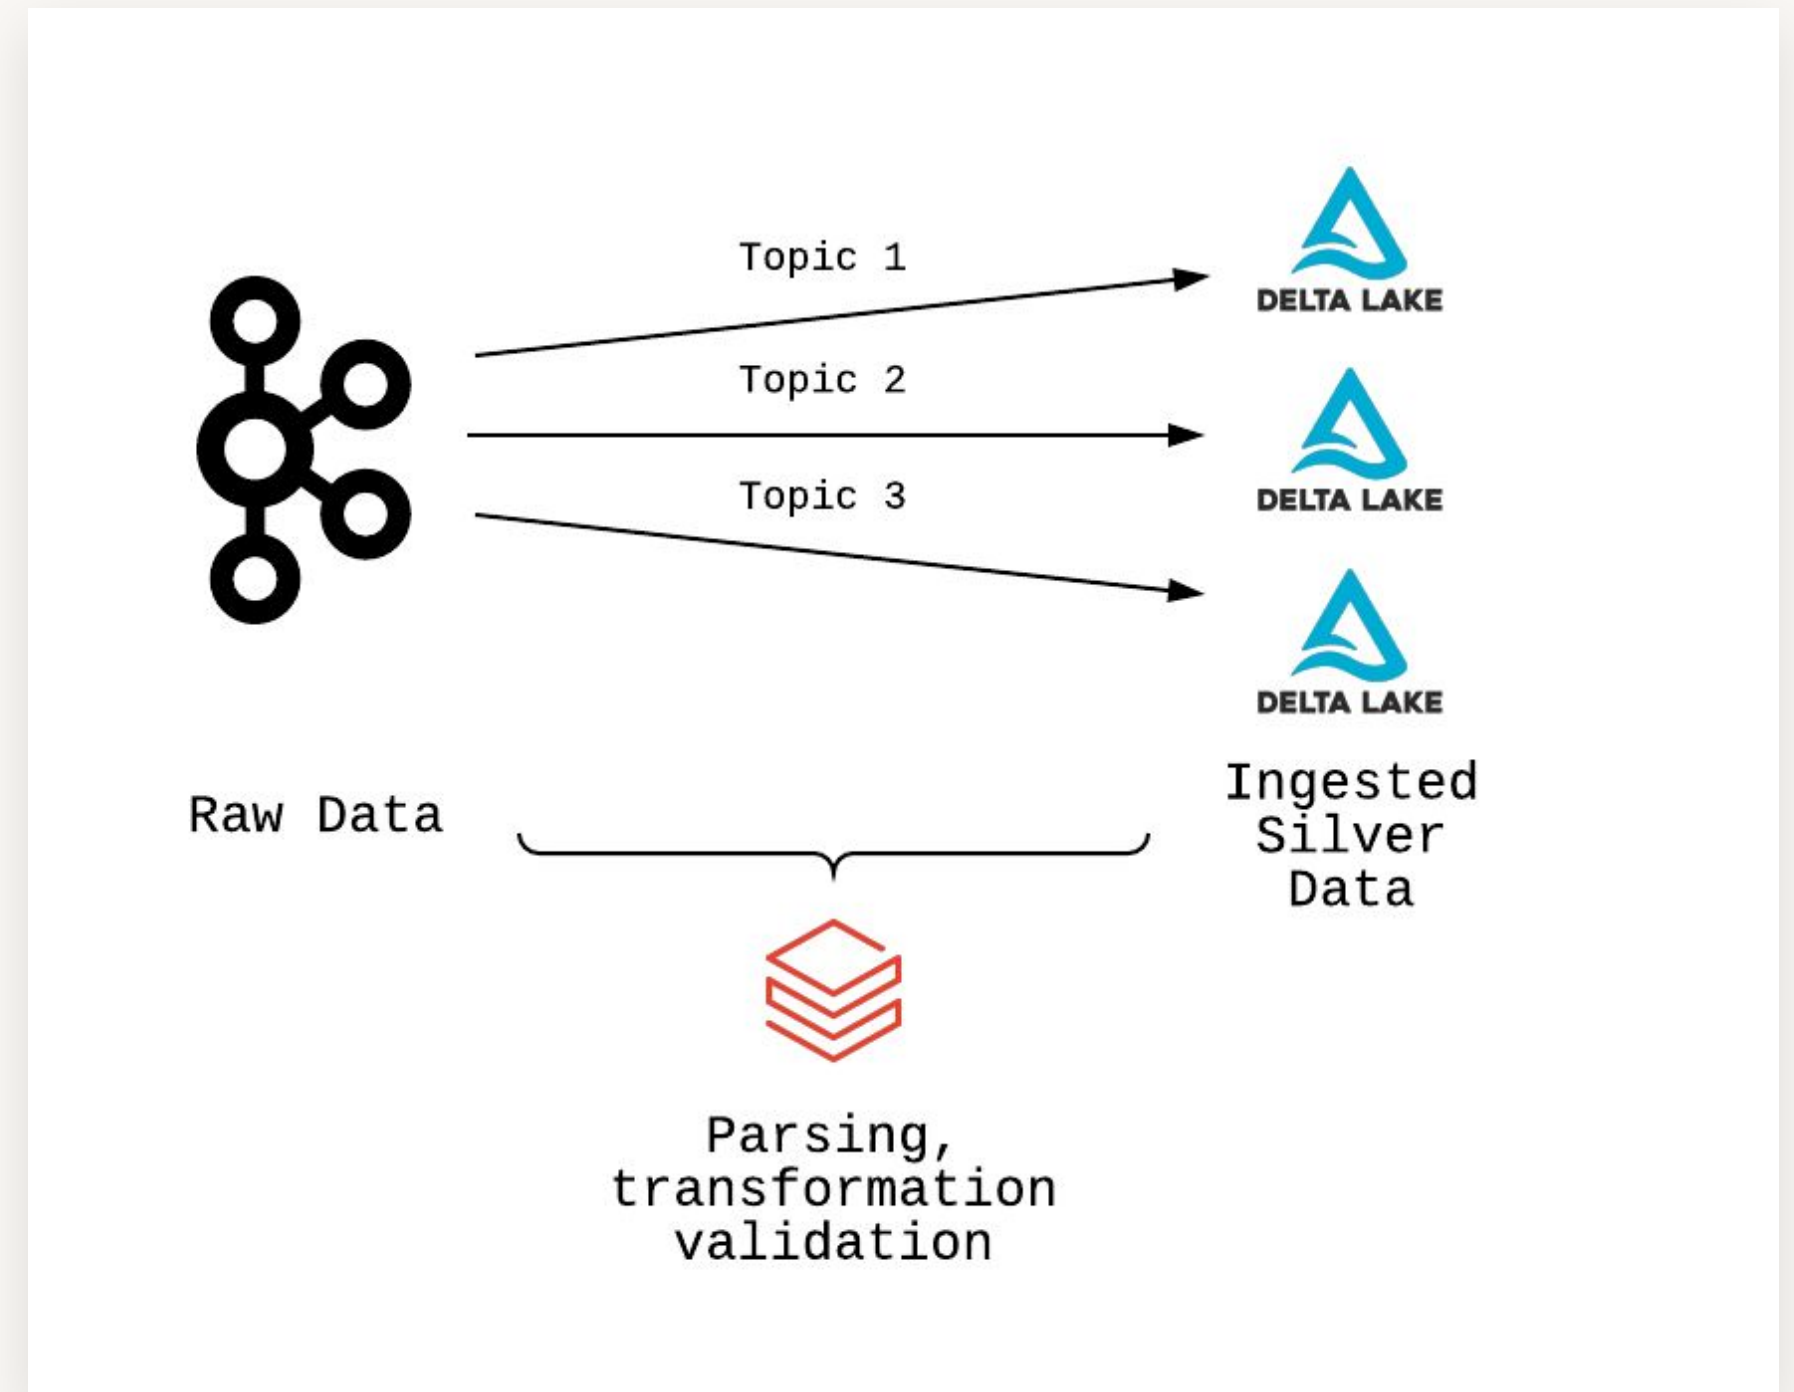 Topic 1
DELTA LAKE
Topic 2
DELTA LAKE
Topic 3
DELTA LAKE
Raw Data
Ingested
Silver
Data
Parsing,
transformation
validation